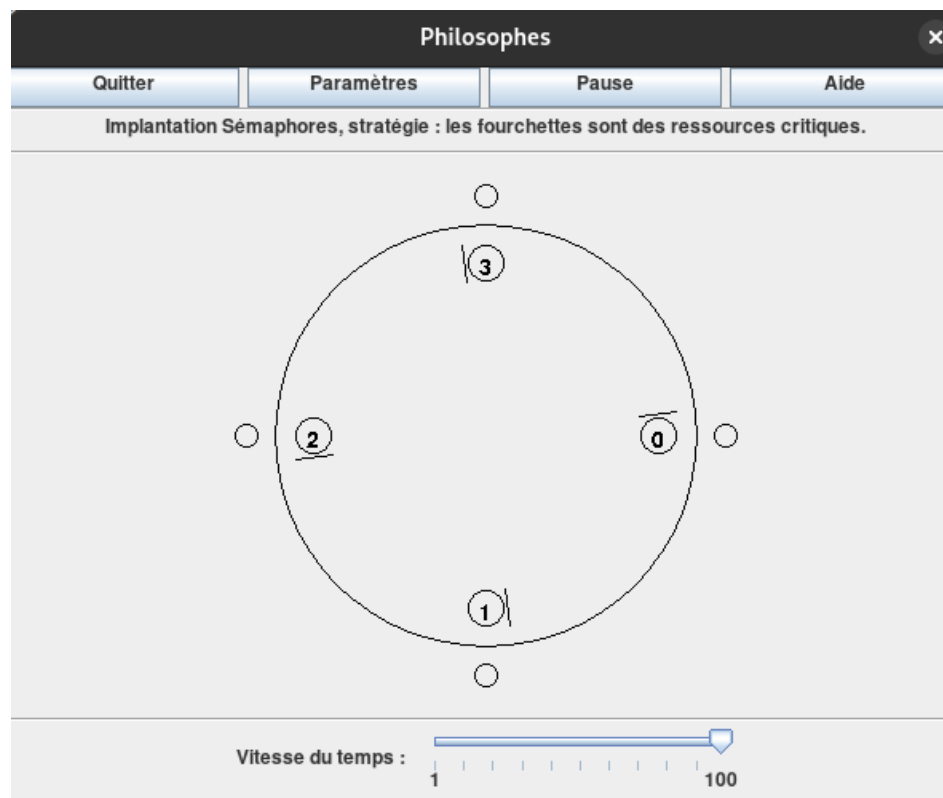 Philosophes
Quitter Paramètres Pause Aide
Implantation Sémaphores, stratégie : les fourchettes sont des ressources critiques.
3
2
0
1
Vitesse du temps :
1 100